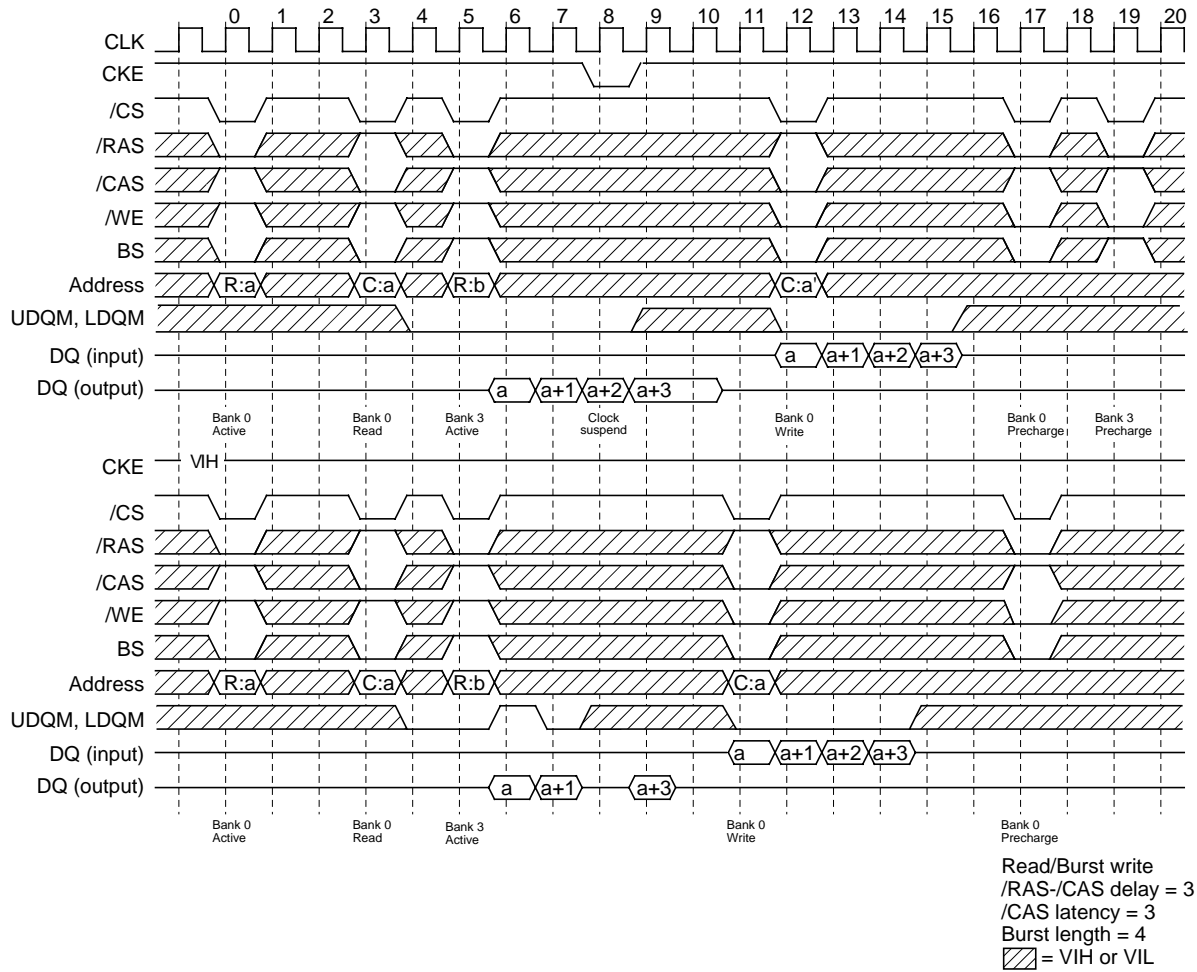 0 1 2 3 4 5 6 7 8 9 10 11 12 13 14 15 16 17 18 19 20
CLK
CKE
/CS
/RAS
/CAS
/WE
BS
Address R:a C:a R:b C:a'
UDQM, LDQM
DQ (input) a a+1 a+2 a+3
DQ (output) a a+1 a+2 a+3
Bank 0 Bank 0 Bank 3 Clock Bank 0 Bank 0 Bank 3
Active Read Active suspend Write Precharge Precharge
CKE VIH
/CS
/RAS
/CAS
/WE
BS
Address R:a C:a R:b C:a
UDQM, LDQM
DQ (input) a a+1 a+2 a+3
DQ (output) a a+1 a+3
Bank 0 Bank 0 Bank 3 Bank 0 Bank 0
Active Read Active Write Precharge
Read/Burst write
/RAS-/CAS delay = 3
/CAS latency = 3
Burst length = 4
= VIH or VIL